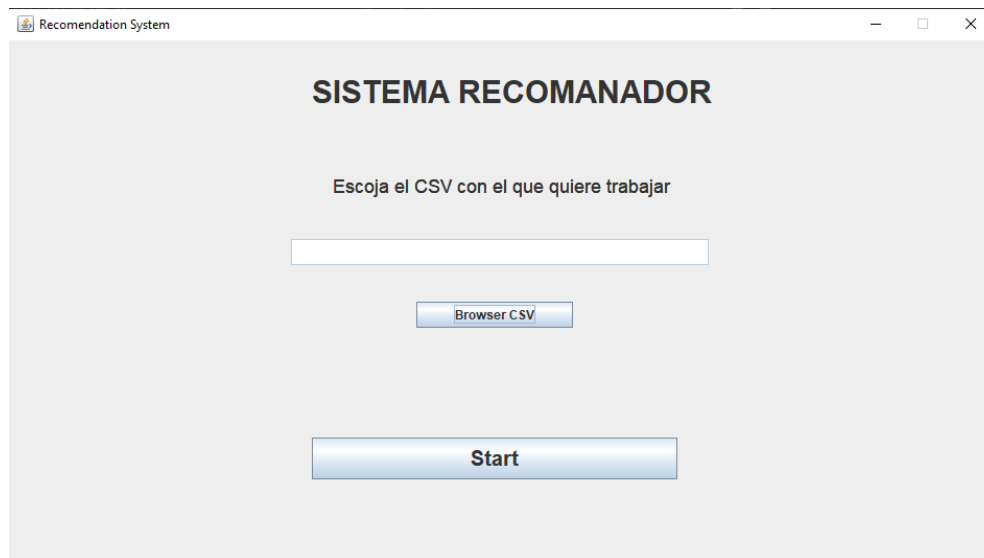 Recomendation System
SISTEMA RECOMANADOR
Escoja el CSV con el que quiere trabajar
Browser CSV
Start